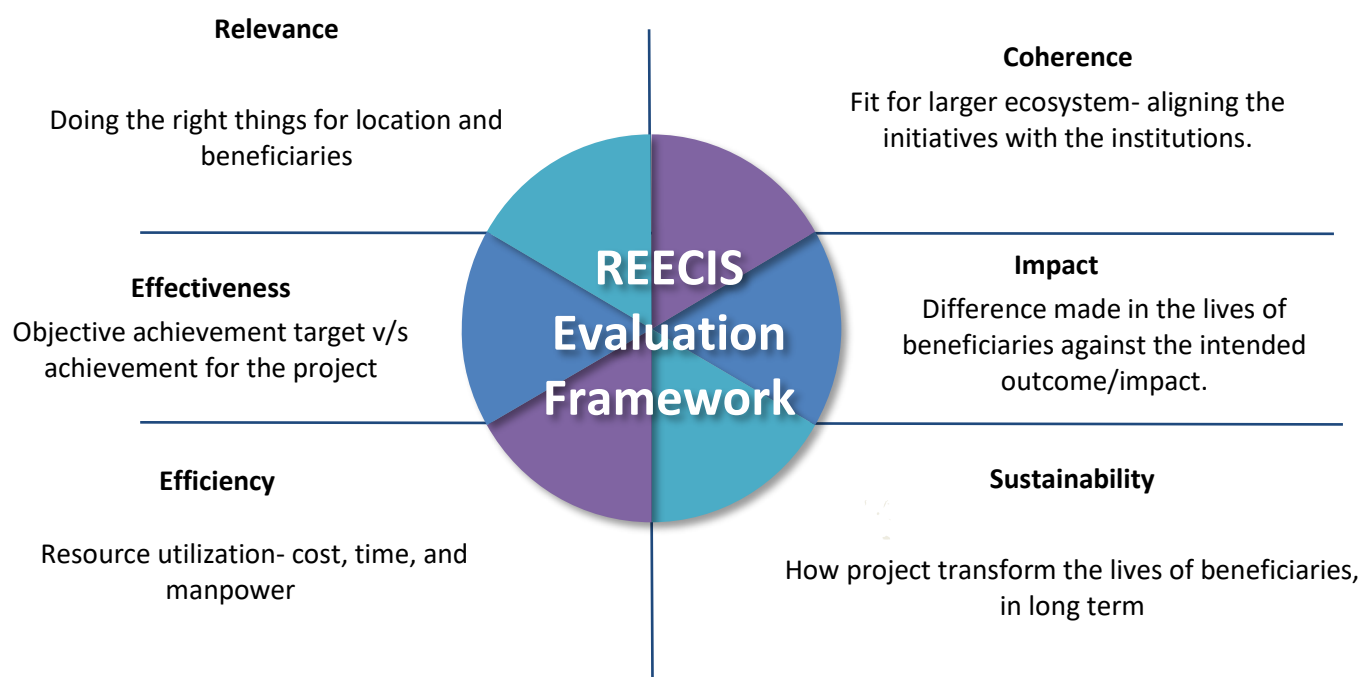 Relevance
Doing the right things for location and
beneficiaries
Effectiveness
Objective achievement target v/s
achievement for the project
Efficiency
Resource utilization- cost, time, and
manpower
REECIS
Evaluation
Framework
Coherence
Fit for larger ecosystem- aligning the
initiatives with the institutions.
Impact
Difference made in the lives of
beneficiaries against the intended
outcome/impact.
Sustainability
How project transform the lives of beneficiaries,
in long term